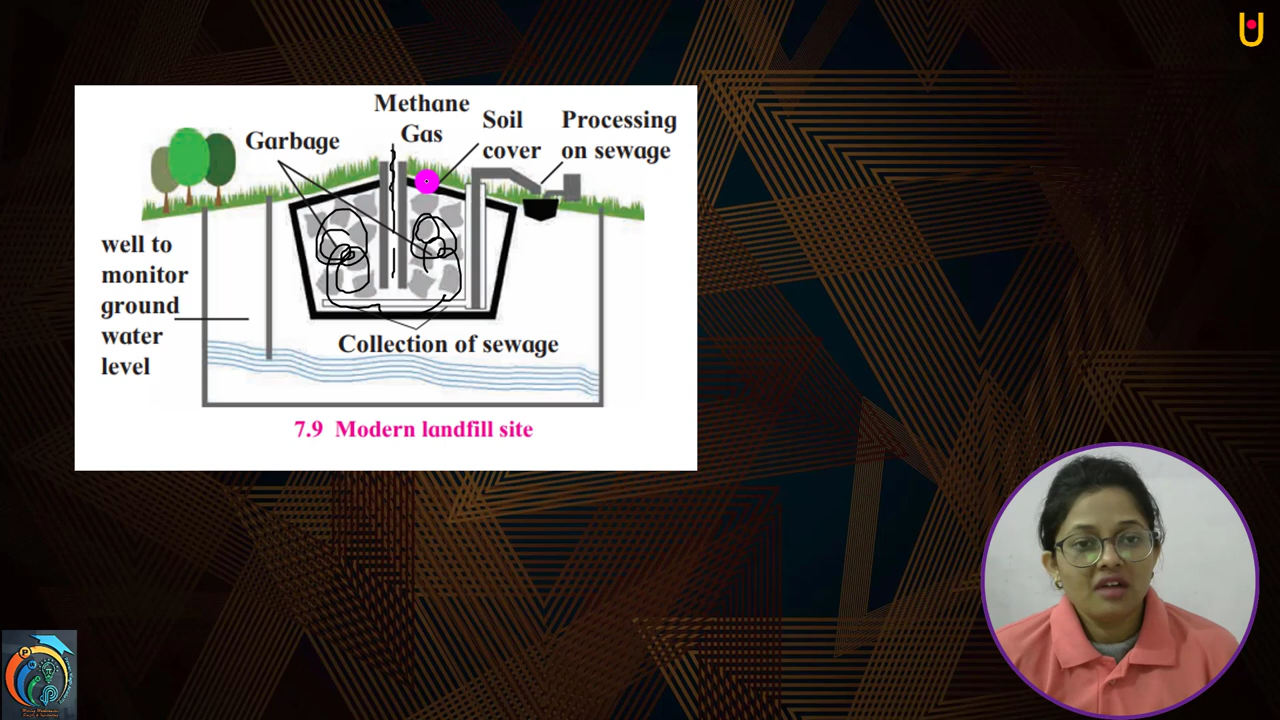 Methane
Gas
Soil
cover
Processing
on sewage
Garbage
well to
monitor
ground
water
level
Collection of sewage
7.9 Modern landfill site